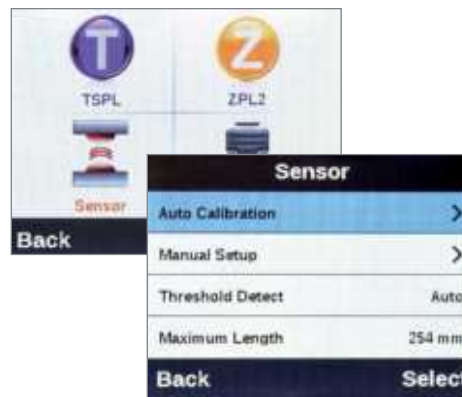 T
Z
TSPL
ZPL2
Sensor
Back
Sensor
Auto Calibration
Manual Setup
Threshold Detect Auto
Maximum Length 254 mm
Back Select